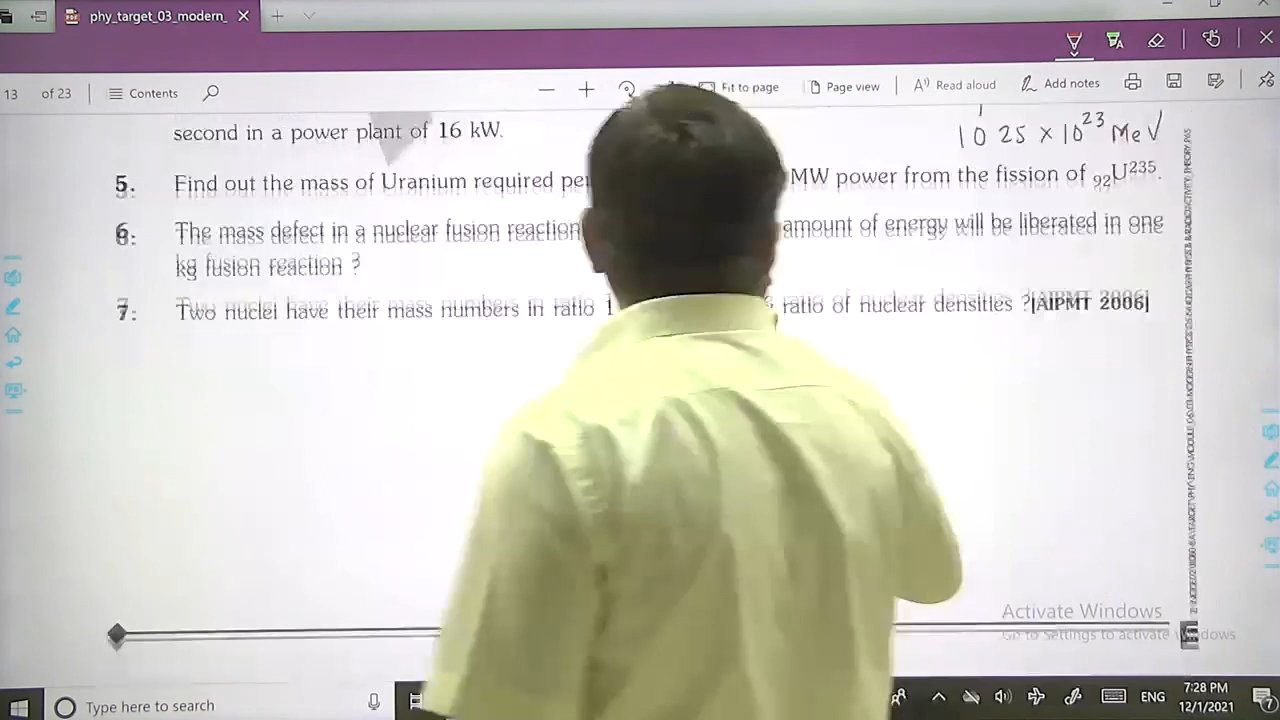 phy_target_03_modern_
13 of 23 Contents Fit to page Page view Read aloud Add notes
second in a power plant of 16 kW.
10 25 × 10²³ MeV
5. Find out the mass of Uranium required per MW power from the fission of ₉₂U²³⁵.
6. The mass defect in a nuclear fusion reaction amount of energy will be liberated in one
kg fusion reaction ?
7. Two nuclei have their mass numbers in ratio 1 ratio of nuclear densities ? [AIPMT 2006]
Activate Windows
Go to Settings to activate Windows
Type here to search
ENG
7:28 PM
12/1/2021
7